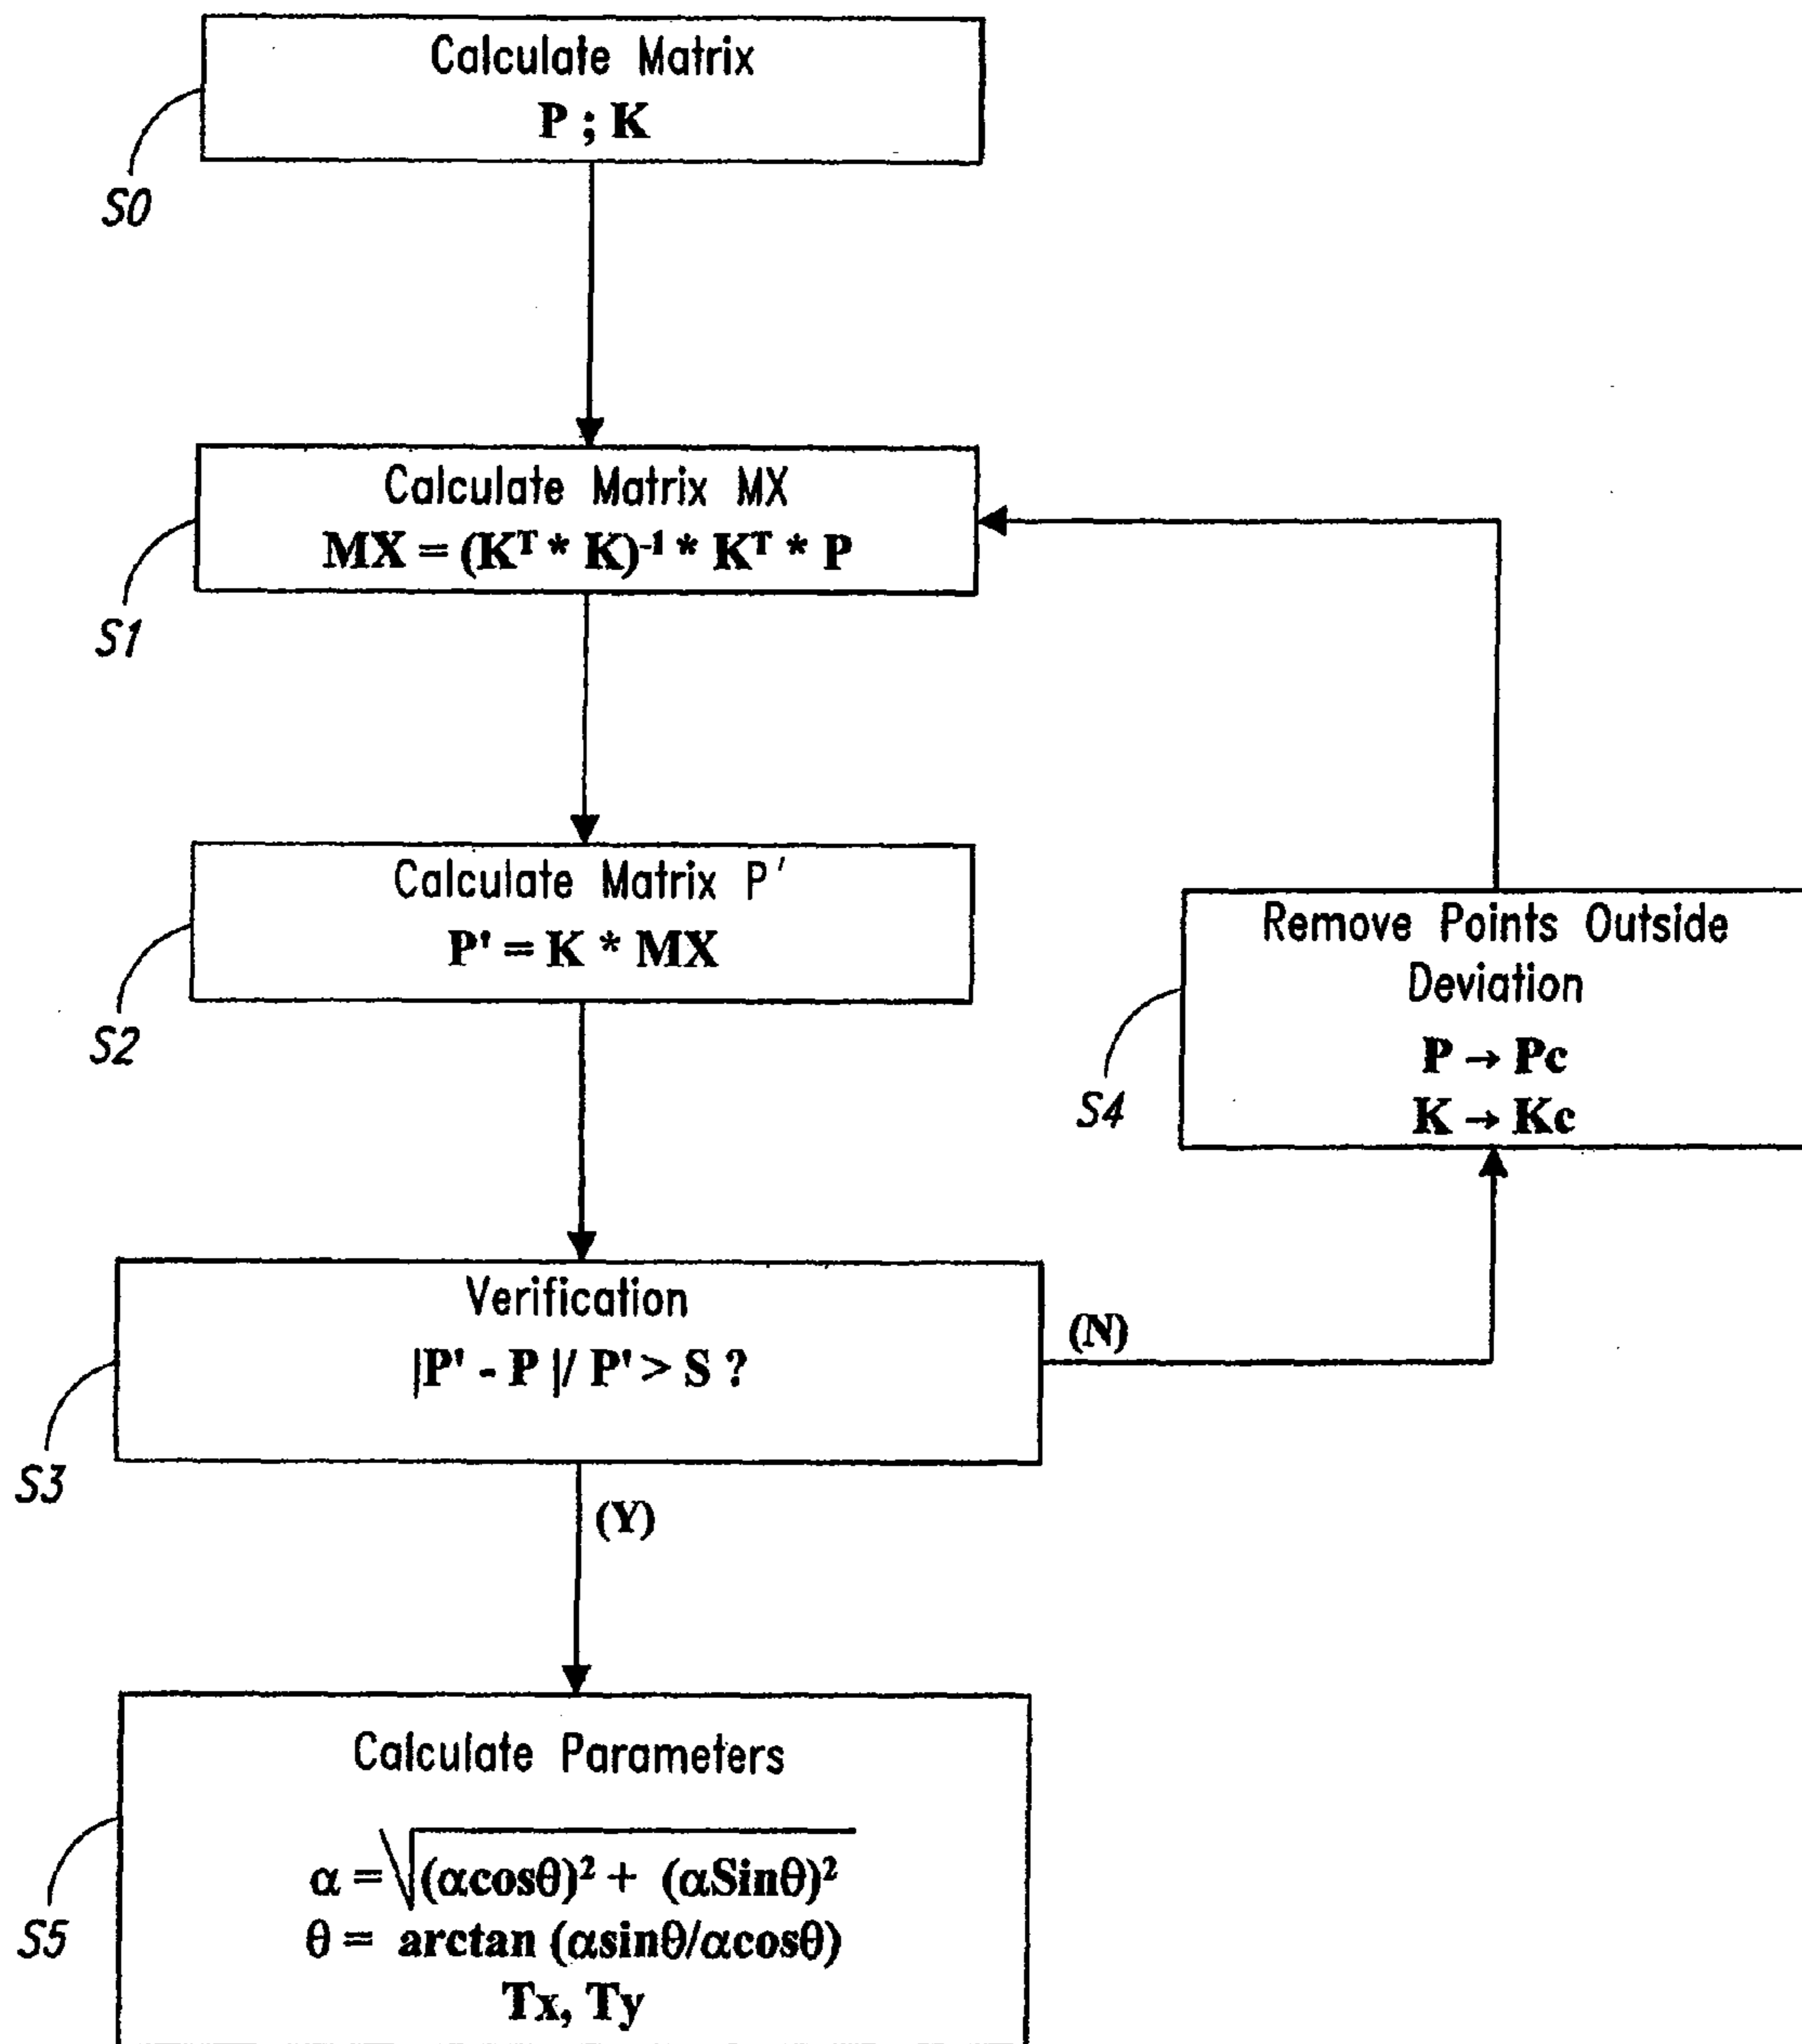 Calculate Matrix
P ; K
S0
Calculate Matrix MX
MX = (Kᵀ * K)⁻¹ * Kᵀ * P
S1
Calculate Matrix P'
P' = K * MX
S2
Remove Points Outside
Deviation
P → Pc
K → Kc
S4
Verification
|P' - P |/ P' > S ?
(N)
S3
(Y)
Calculate Parameters
α = √(αcosθ)² + (αSinθ)²
θ = arctan (αsinθ/αcosθ)
Tx, Ty
S5